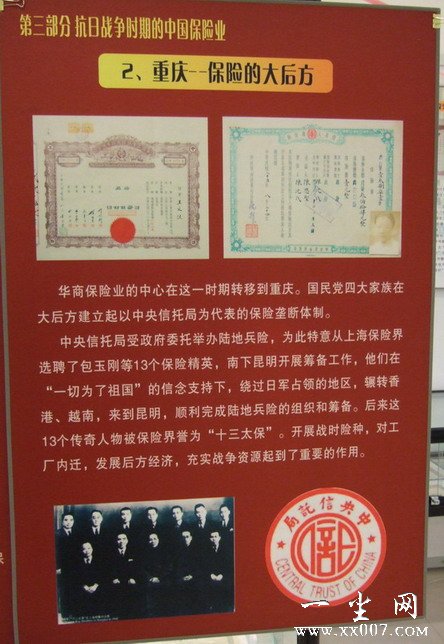 第三部分 抗日战争时期的中国保险业
2、重庆--保险的大后方
华商保险业的中心在这一时期转移到重庆。国民党四大家族在
大后方建立起以中央信托局为代表的保险垄断体制。
中央信托局受政府委托举办陆地兵险，为此特意从上海保险界
选聘了包玉刚等13个保险精英，南下昆明开展筹备工作，他们在
“一切为了祖国”的信念支持下，绕过日军占领的地区，辗转香
港、越南，来到昆明，顺利完成陆地兵险的组织和筹备。后来这
13个传奇人物被保险界誉为“十三太保”。开展战时险种，对工
厂内迁，发展后方经济，充实战争资源起到了重要的作用。
中央信託局
CENTRAL TRUST OF CHINA
一生网
www.xx007.com